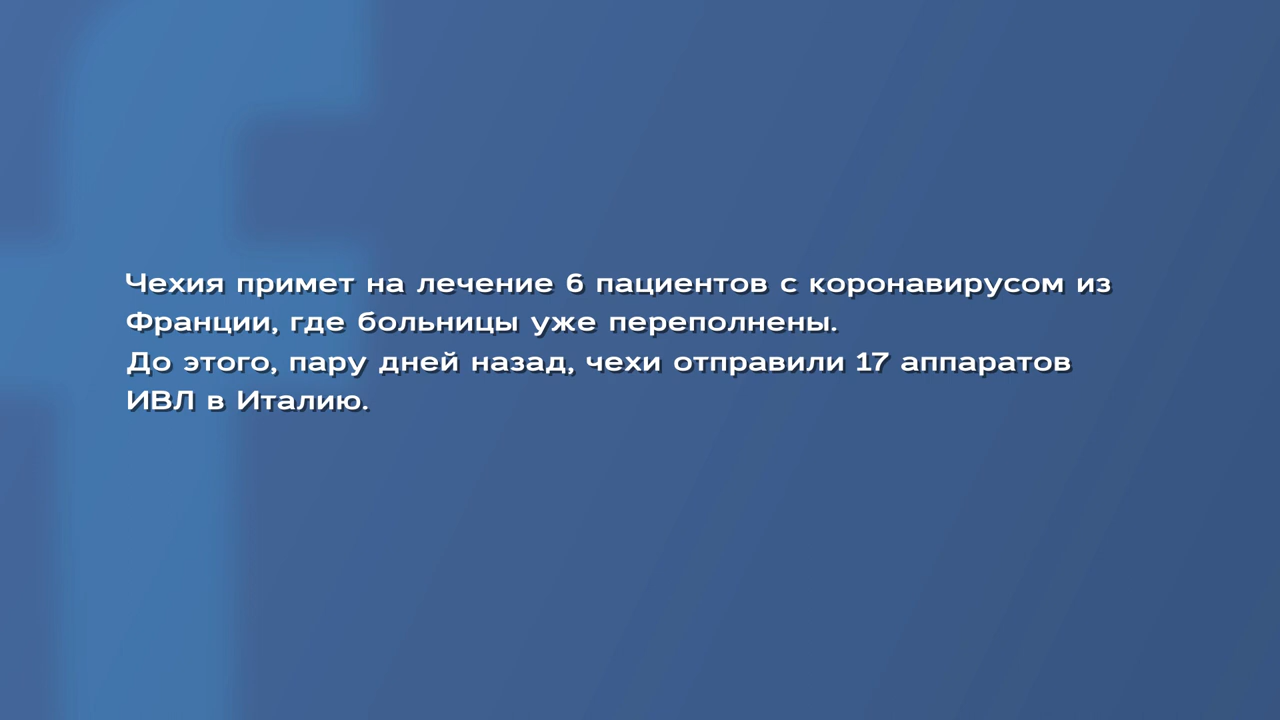 Чехия примет на лечение 6 пациентов с коронавирусом из
Франции, где больницы уже переполнены.
До этого, пару дней назад, чехи отправили 17 аппаратов
ИВЛ в Италию.